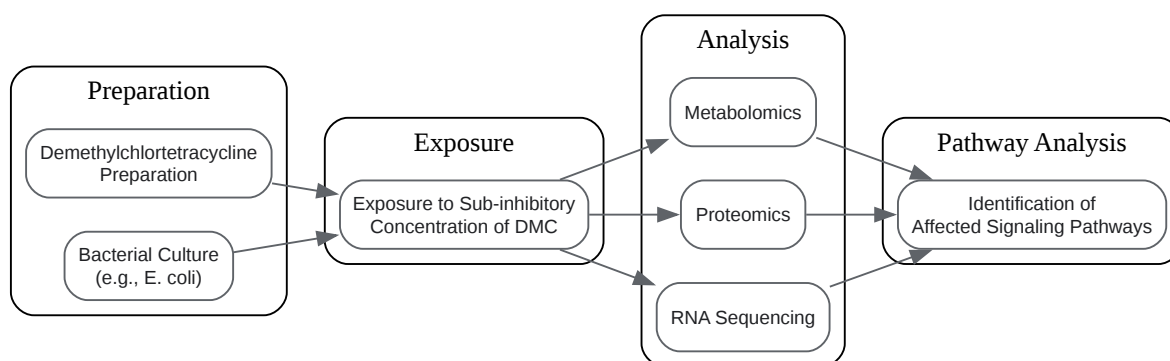 Preparation
Demethylchlortetracycline
Preparation
Bacterial Culture
(e.g., E. coli)
Exposure
Exposure to Sub-inhibitory
Concentration of DMC
Analysis
Metabolomics
Proteomics
RNA Sequencing
Pathway Analysis
Identification of
Affected Signaling Pathways